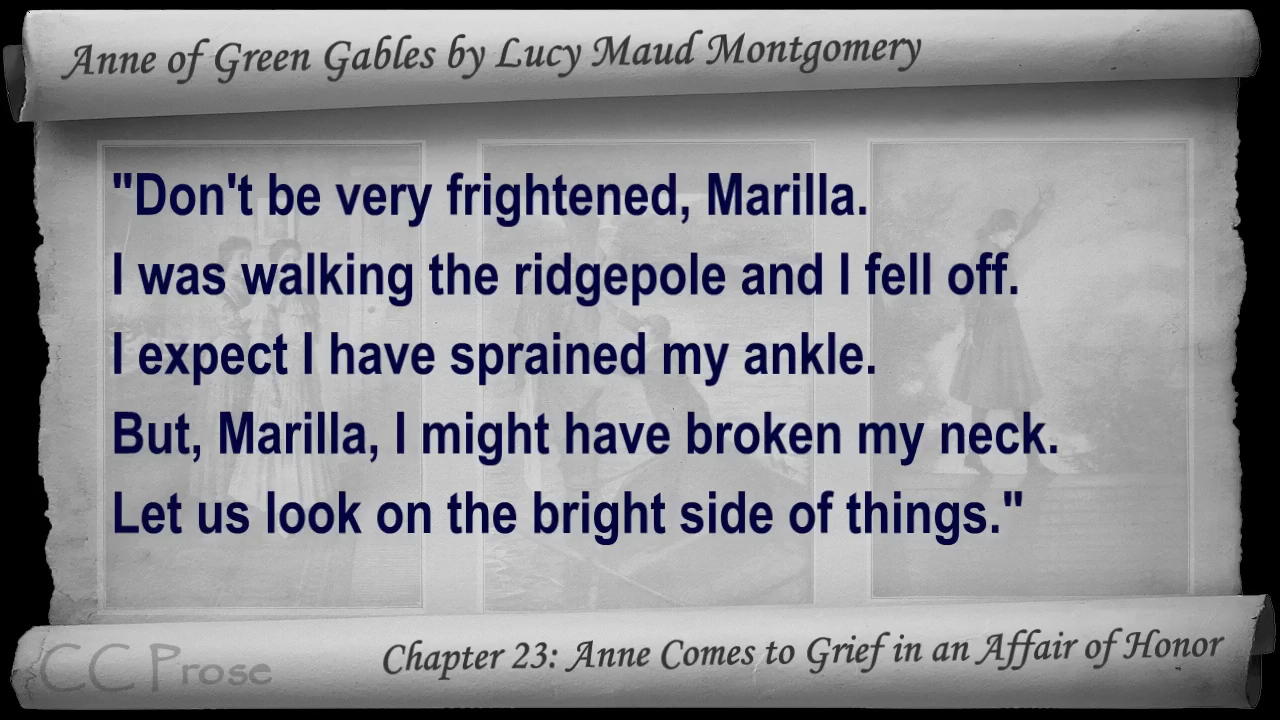 Anne of Green Gables by Lucy Maud Montgomery
"Don't be very frightened, Marilla.
I was walking the ridgepole and I fell off.
I expect I have sprained my ankle.
But, Marilla, I might have broken my neck.
Let us look on the bright side of things."
CC Prose
Chapter 23: Anne Comes to Grief in an Affair of Honor